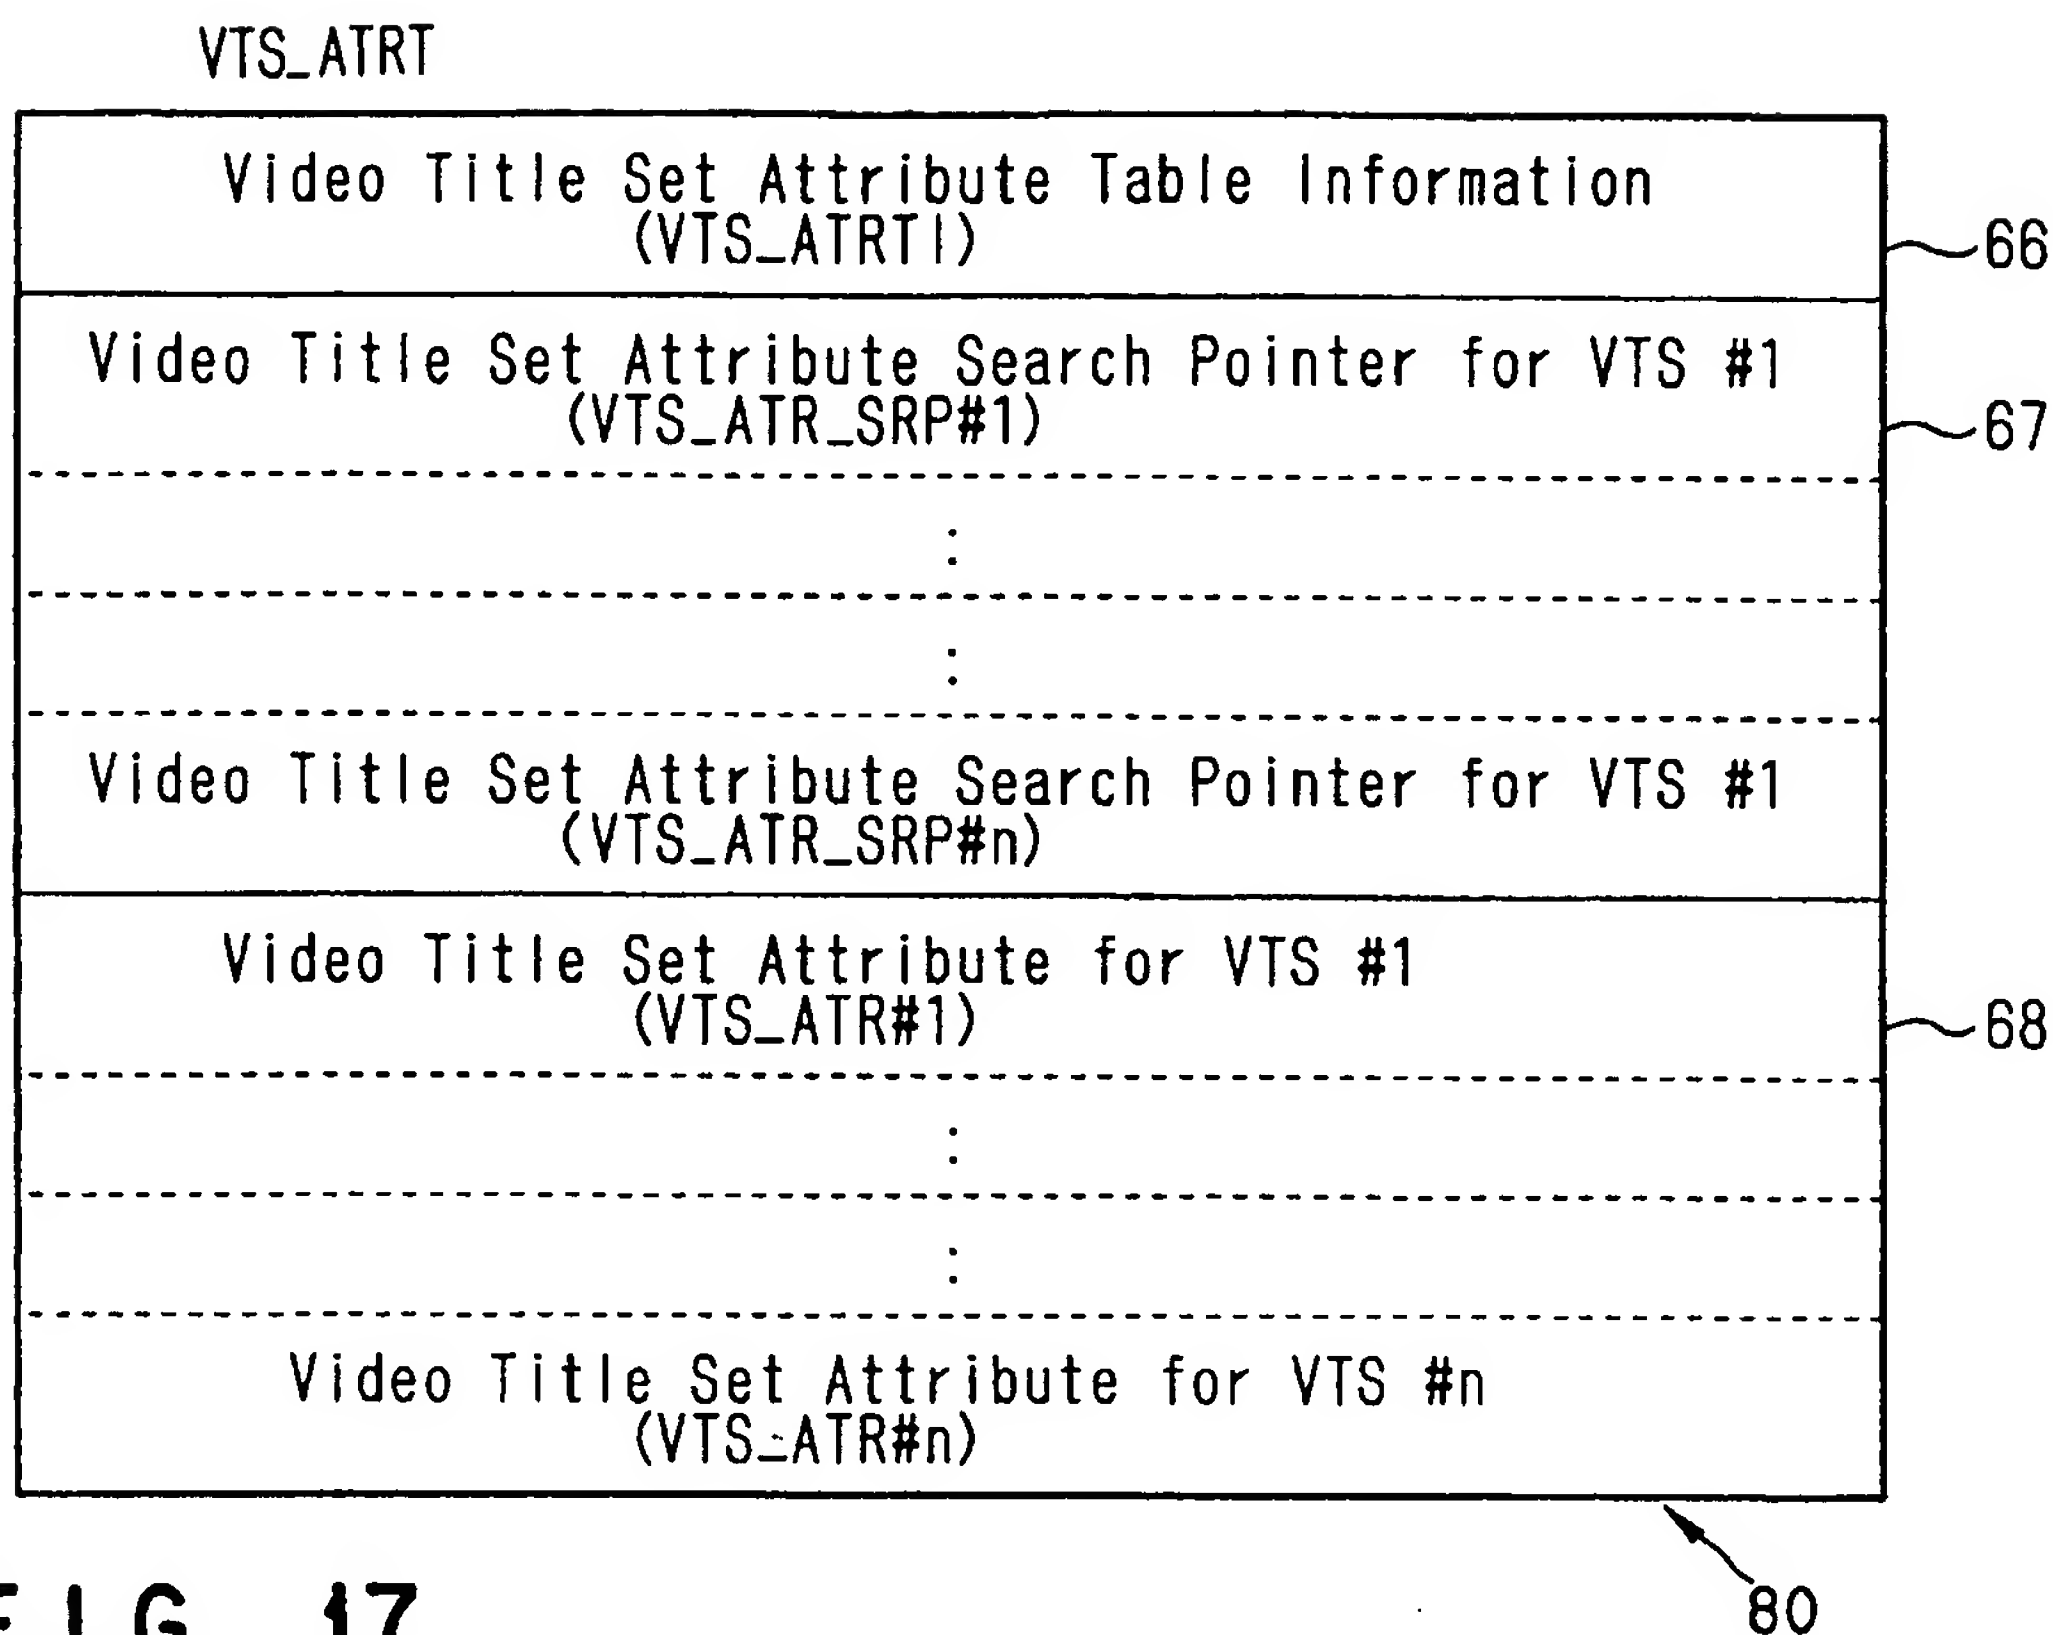 VTS_ATRT
Video Title Set Attribute Table Information
(VTS_ATRTI)
66
Video Title Set Attribute Search Pointer for VTS #1
(VTS_ATR_SRP#1)
67
:
:
Video Title Set Attribute Search Pointer for VTS #1
(VTS_ATR_SRP#n)
Video Title Set Attribute for VTS #1
(VTS_ATR#1)
68
:
:
Video Title Set Attribute for VTS #n
(VTS_ATR#n)
80
FIG. 17